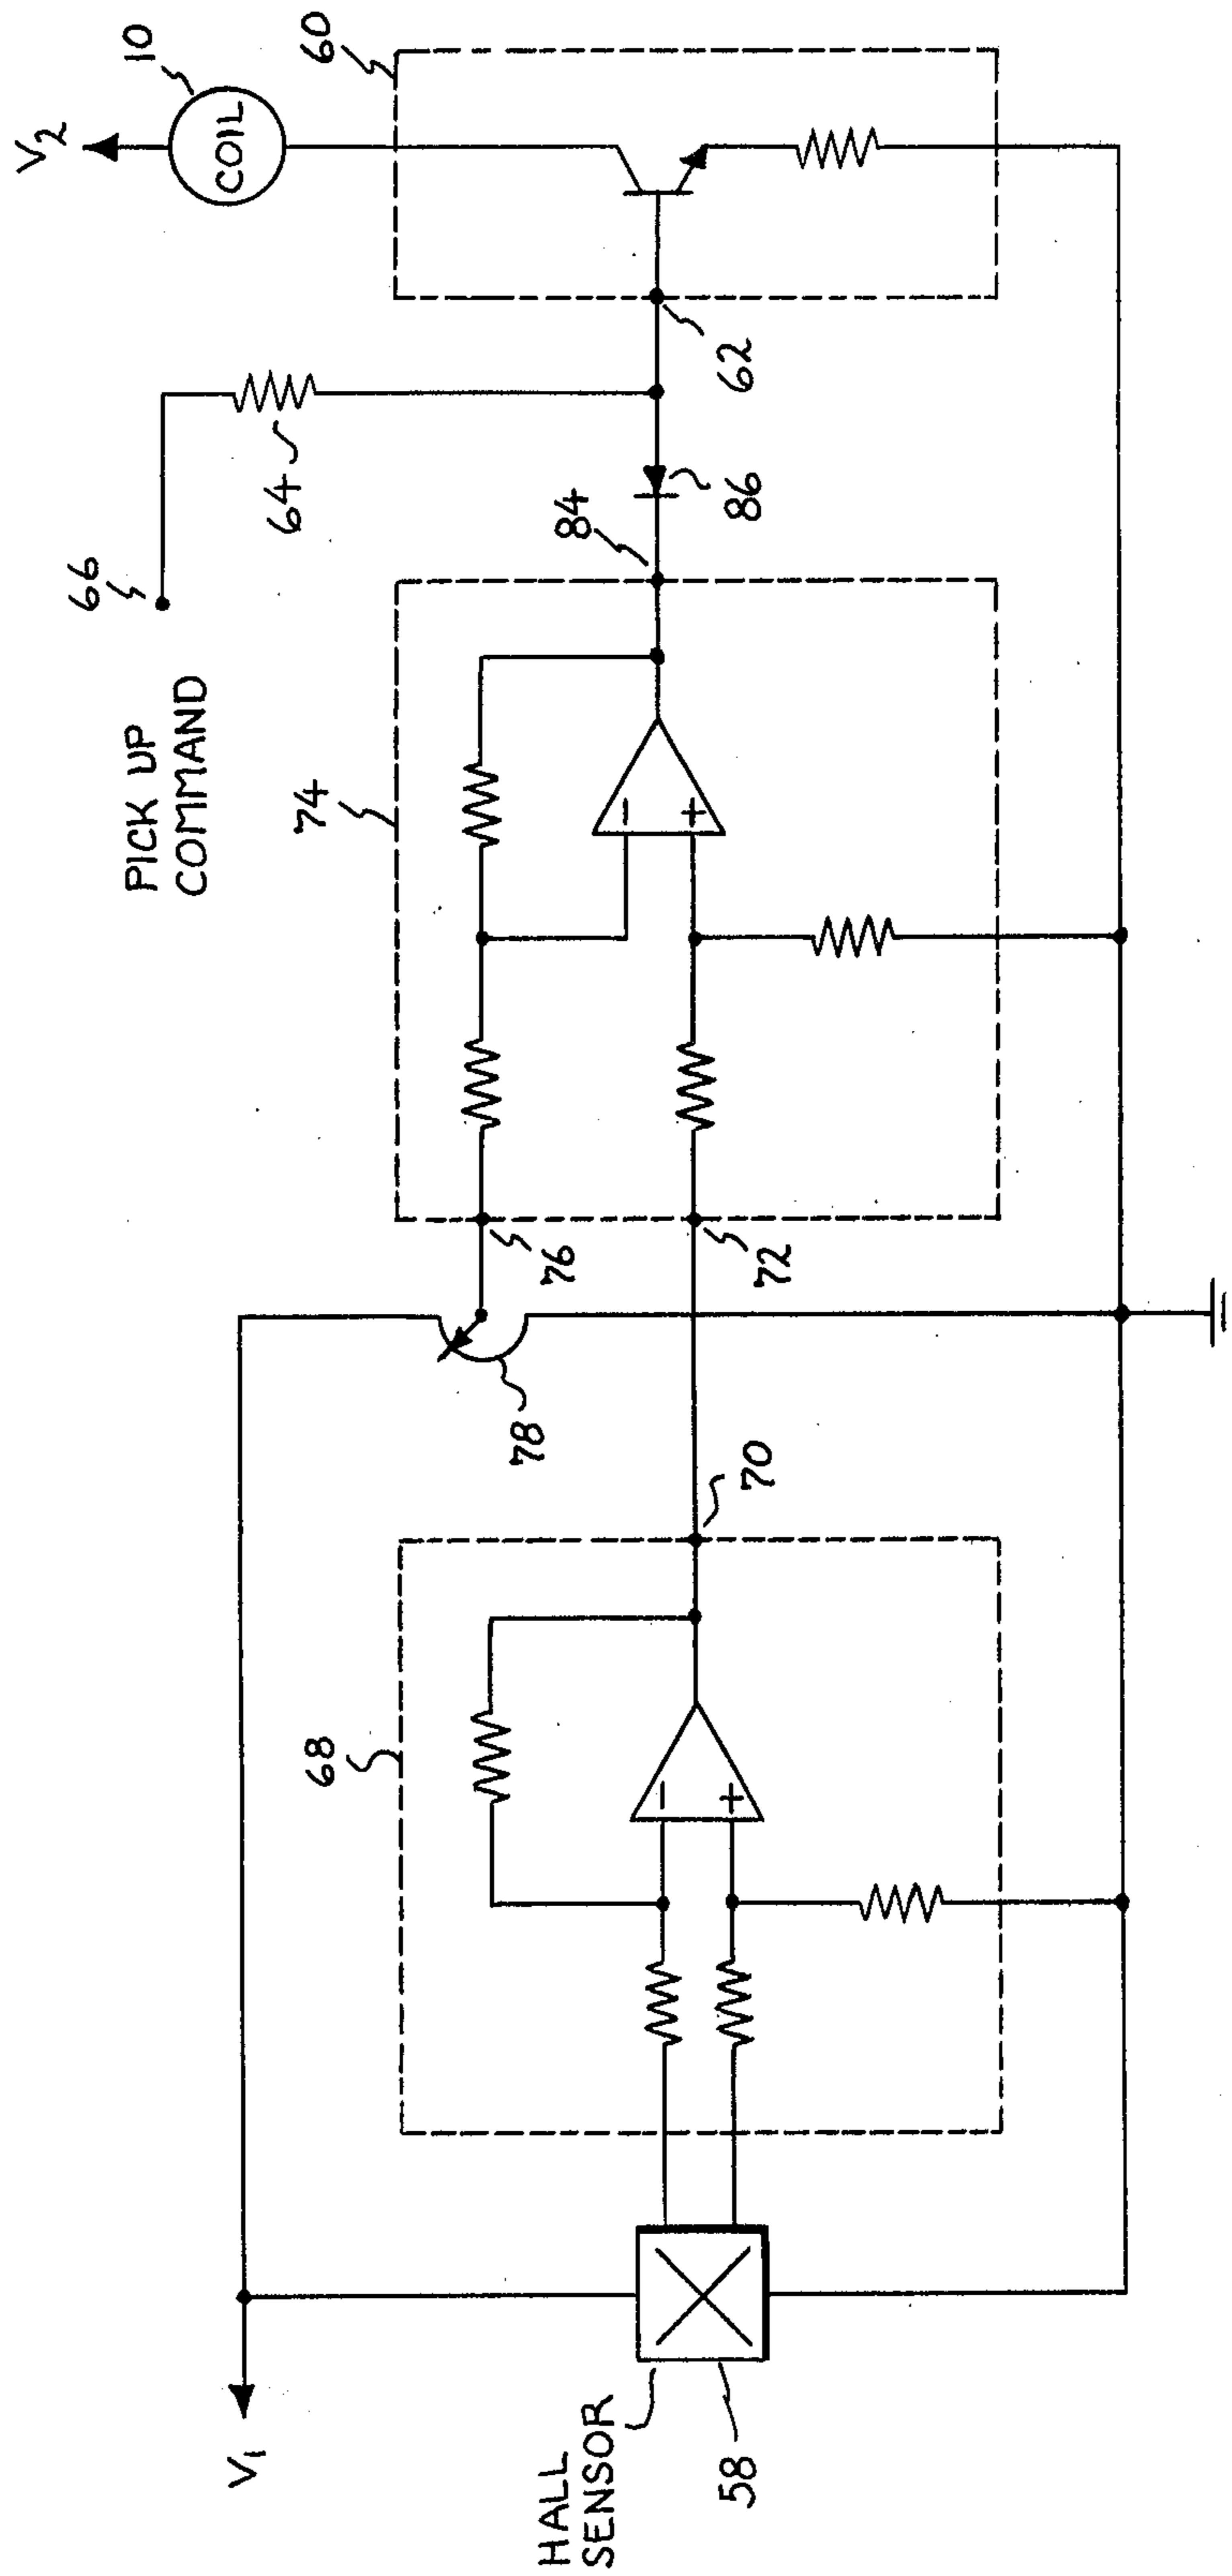 V2
10
COIL
60
62
64
66
PICK UP
COMMAND
84
86
74
-
+
76
72
78
70
68
-
+
V1
HALL
SENSOR
58